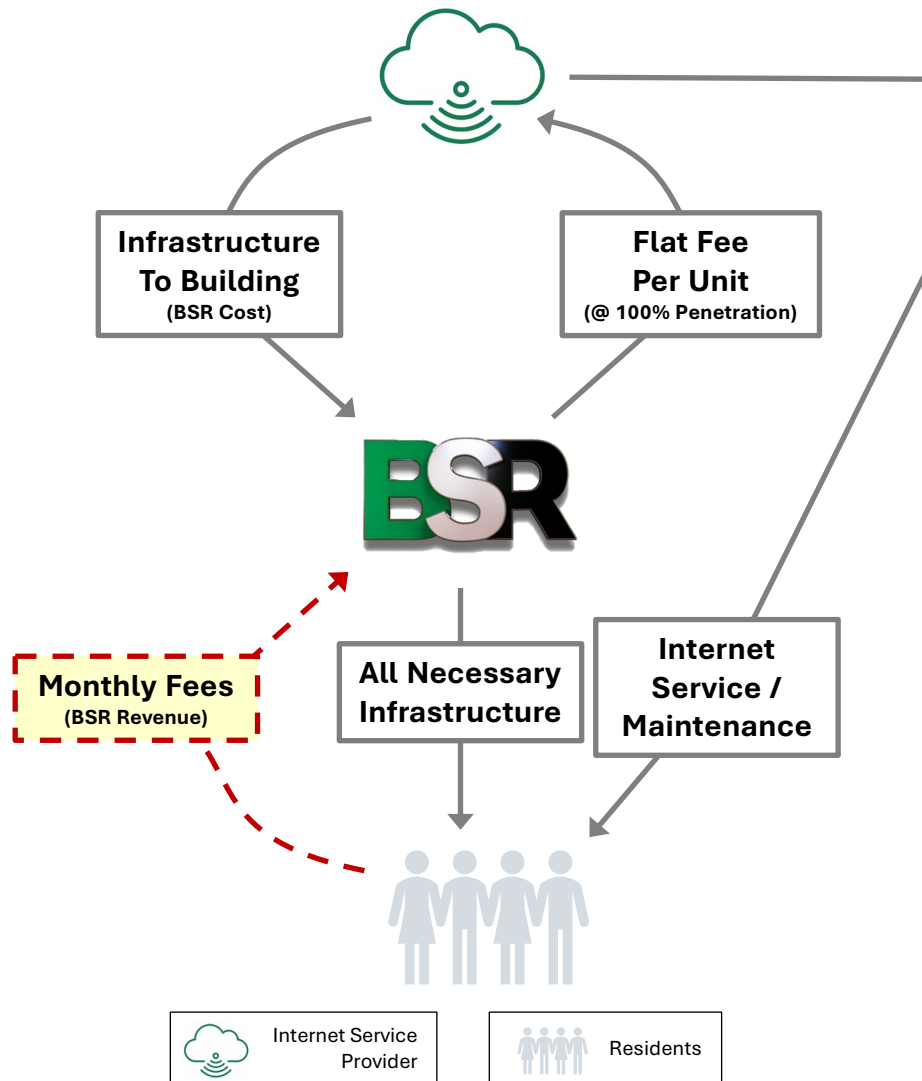 Infrastructure
To Building
(BSR Cost)
Flat Fee
Per Unit
(@ 100% Penetration)
BSR
Monthly Fees
(BSR Revenue)
All Necessary
Infrastructure
Internet
Service /
Maintenance
Internet Service
Provider
Residents